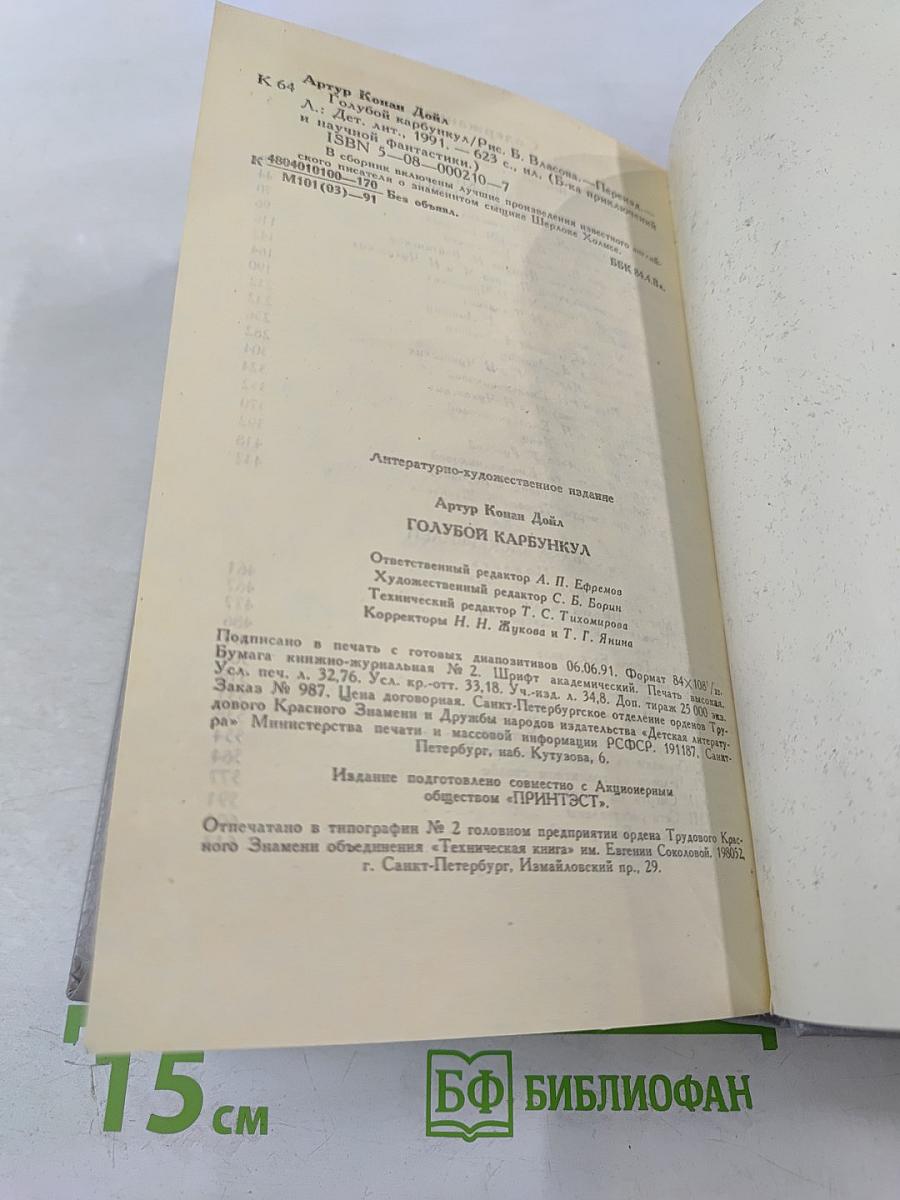 Артур Конан Дойл
К 64 Голубой карбункул/Рис. Б. Власова.—Переизд.—
Л.: Дет. лит., 1991. — 623 с., ил. (Б-ка приключений
и научной фантастики.)
ISBN 5—08—000210—7
В сборник включены лучшие произведения известного англий-
ского писателя о знаменитом сыщике Шерлоке Холмсе.
К 4804010100—170
М101(03)—91 Без объявл.
ББК 84.4.Вл.
Литературно-художественное издание
Артур Конан Дойл
ГОЛУБОЙ КАРБУНКУЛ
Ответственный редактор А. П. Ефремов
Художественный редактор С. Б. Борин
Технический редактор Т. С. Тихомирова
Корректоры Н. Н. Жукова и Т. Г. Янина
Подписано в печать с готовых диапозитивов 06.06.91. Формат 84×108¹/₃₂.
Бумага книжно-журнальная № 2. Шрифт академический. Печать высокая.
Усл. печ. л. 32,76. Усл. кр.-отт. 33,18. Уч.-изд. л. 34,8. Доп. тираж 25 000 экз.
Заказ № 987. Цена договорная. Санкт-Петербургское отделение орденов Тру-
дового Красного Знамени и Дружбы народов издательства «Детская литерату-
ра» Министерства печати и массовой информации РСФСР. 191187, Санкт-
Петербург, наб. Кутузова, 6.
Издание подготовлено совместно с Акционерным
обществом «ПРИНТЭСТ».
Отпечатано в типографии № 2 головном предприятии ордена Трудового Крас-
ного Знамени объединения «Техническая книга» им. Евгении Соколовой. 198052,
г. Санкт-Петербург, Измайловский пр., 29.
15 см
БФ БИБЛИОФАН